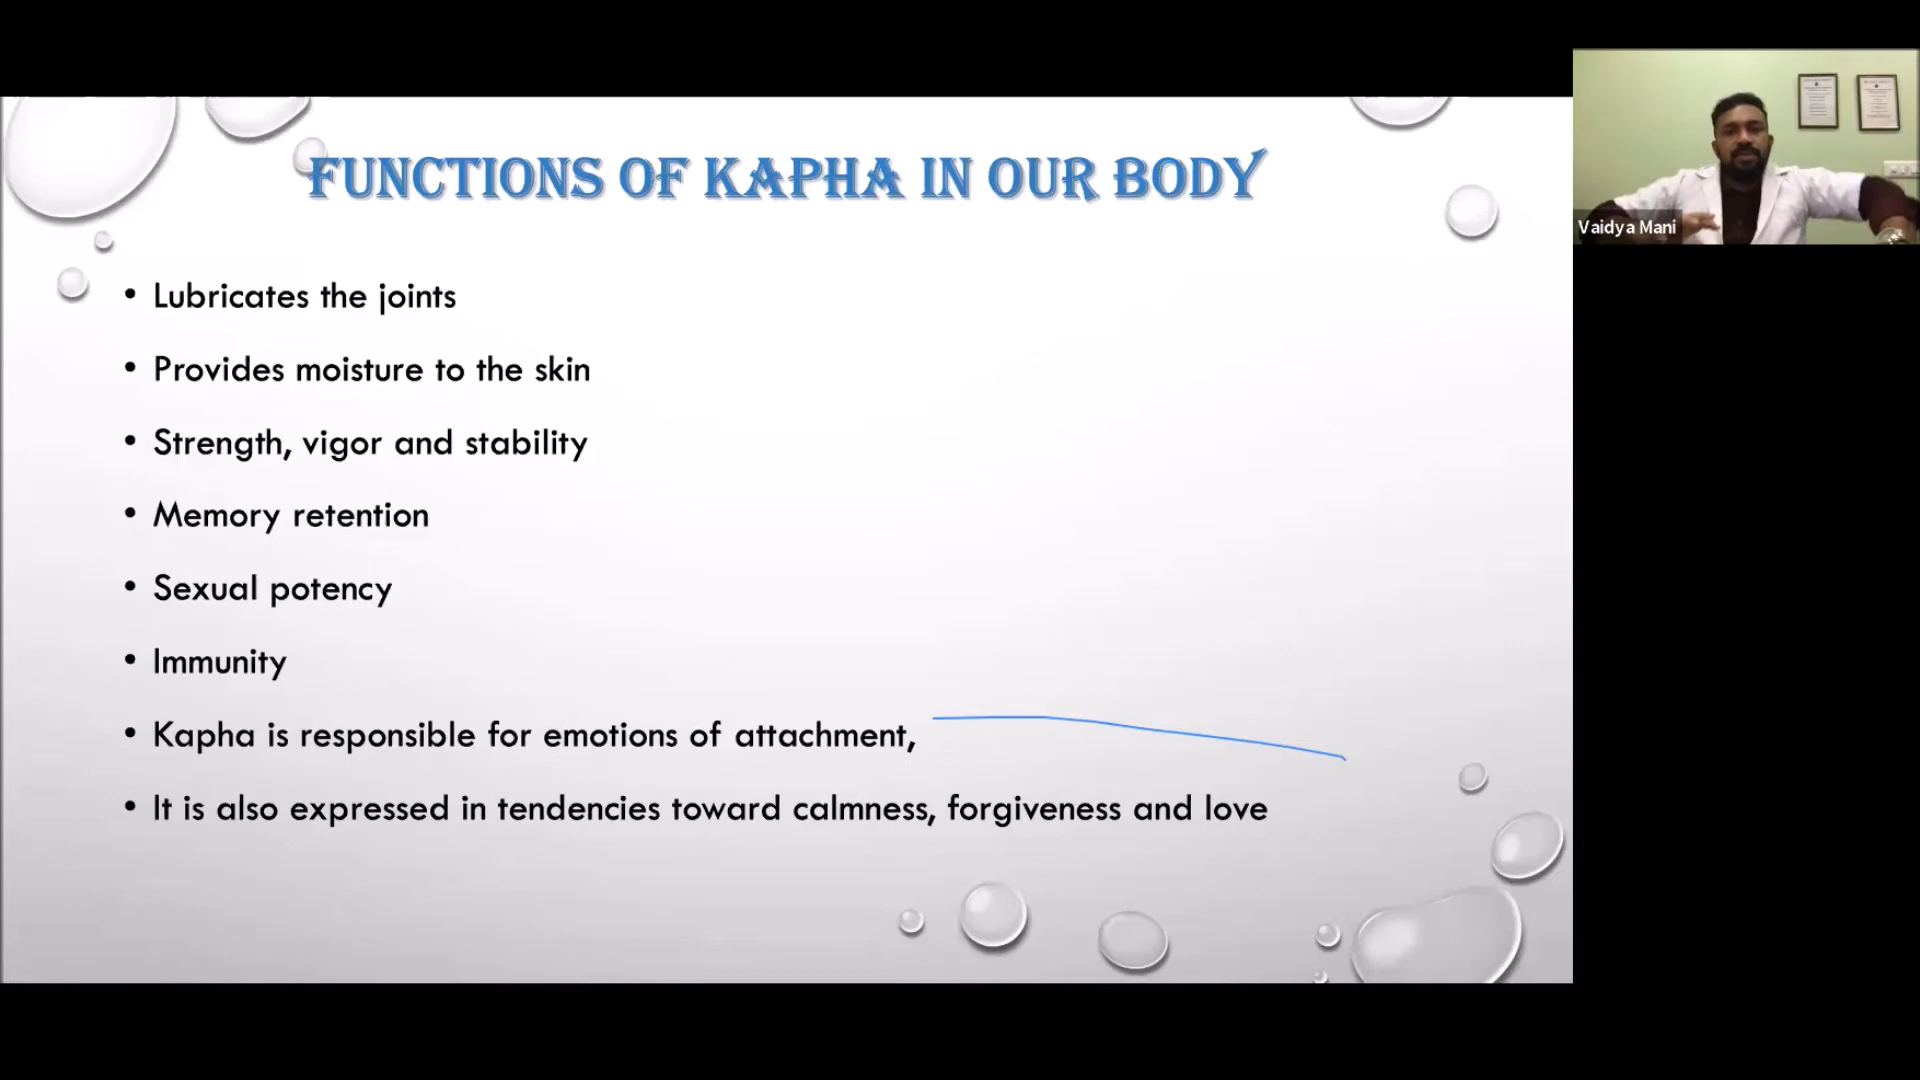 FUNCTIONS OF KAPHA IN OUR BODY
• Lubricates the joints
• Provides moisture to the skin
• Strength, vigor and stability
• Memory retention
• Sexual potency
• Immunity
• Kapha is responsible for emotions of attachment,
• It is also expressed in tendencies toward calmness, forgiveness and love
Vaidya Mani